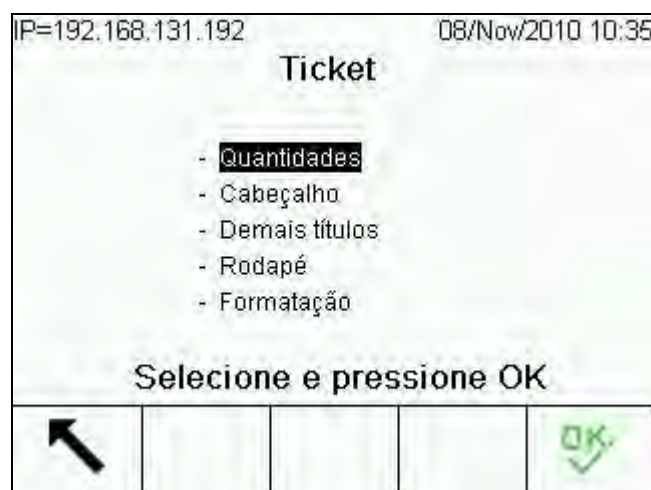 IP=192.168.131.192 08/Nov/2010 10:35
Ticket
- Quantidades
- Cabeçalho
- Demais títulos
- Rodapé
- Formatação
Selecione e pressione OK
OK